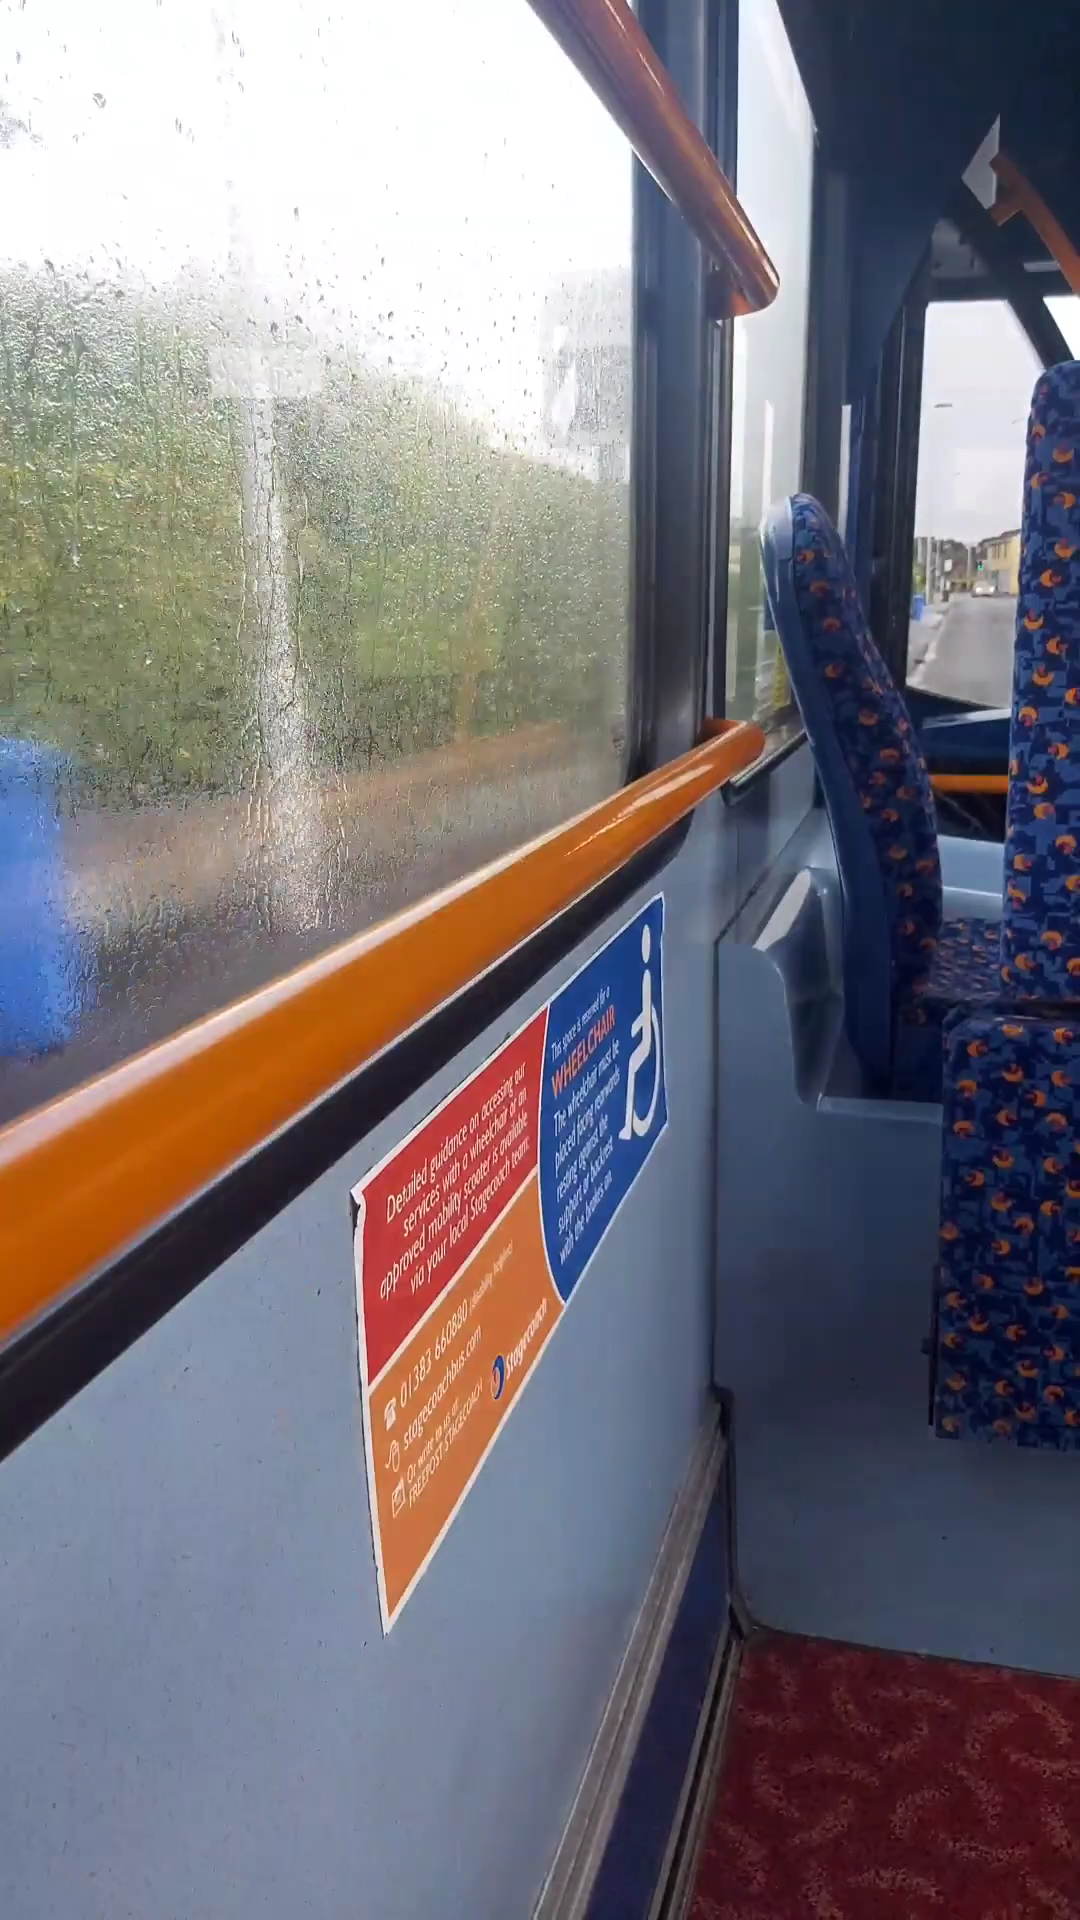 Detailed guidance on accessing our
services with a wheelchair or an
approved mobility scooter is available
via your local Stagecoach team:
01383 660880 (disability helpline)
stagecoachbus.com
Or write to us at
FREEPOST STAGECOACH
Stagecoach
This space is reserved for a
WHEELCHAIR
The wheelchair must be
placed facing rearwards
resting against the
support or backrest
with the brakes on.